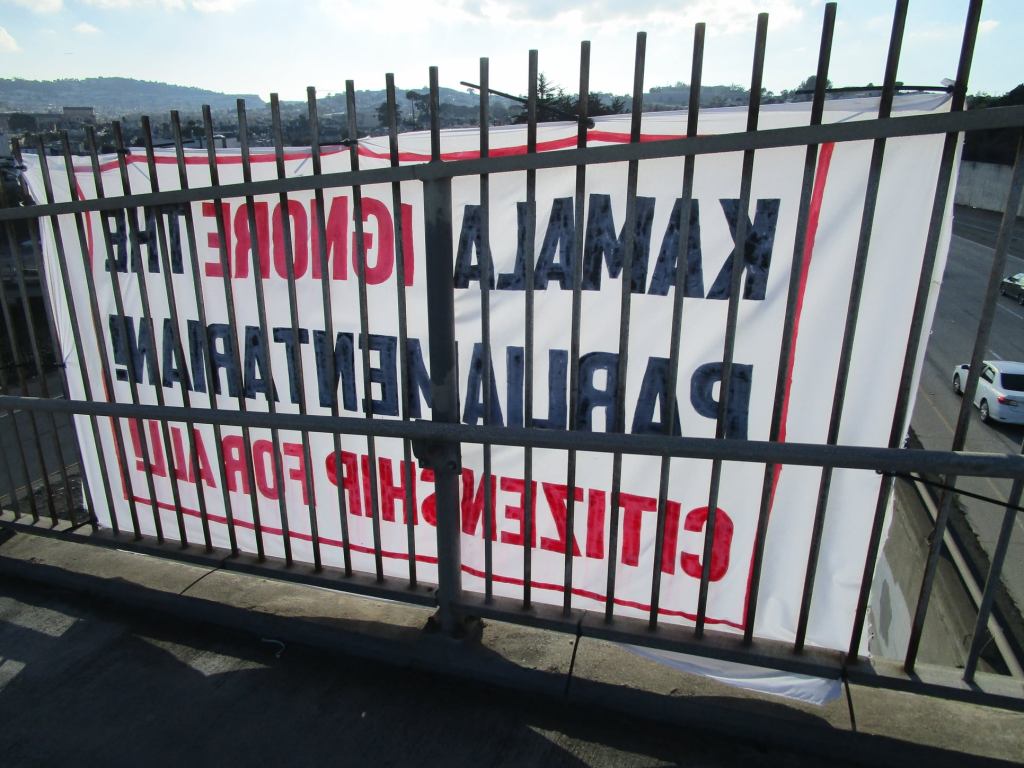 KAMALA IGNORE THE
PARLIAMENTARIAN!
CITIZENSHIP FOR ALL!